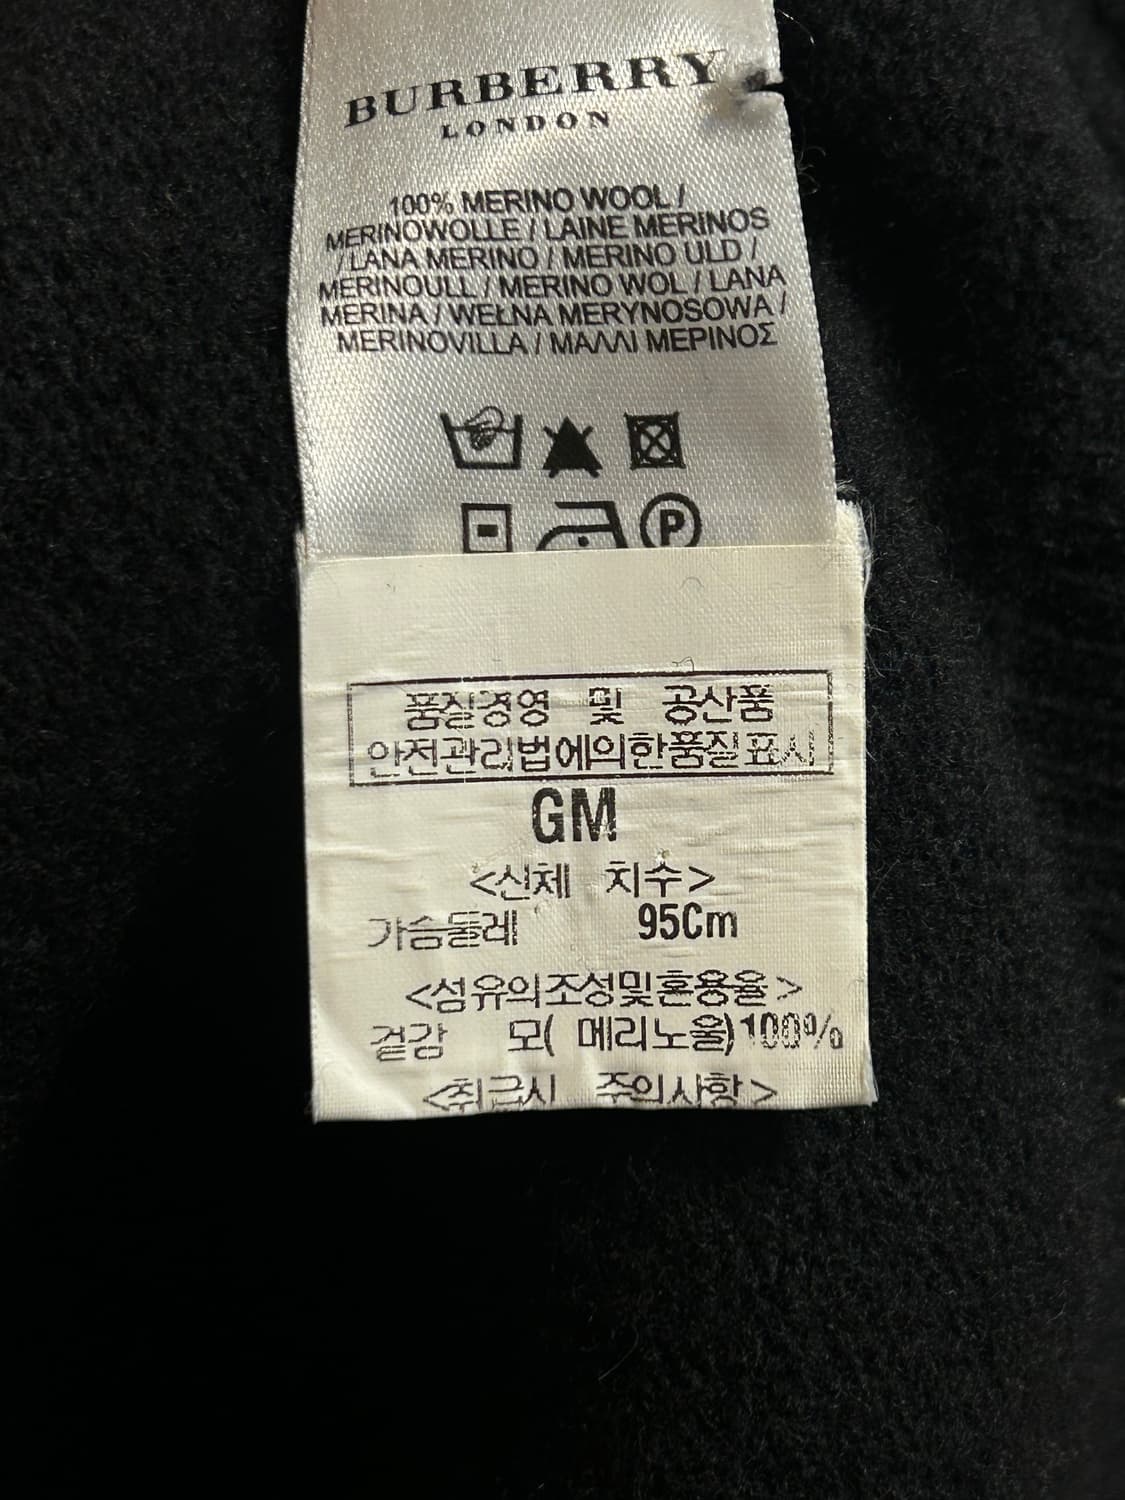 BURBERRY
LONDON
100% MERINO WOOL /
MERINOWOLLE / LAINE MERINOS
/ LANA MERINO / MERINO ULD /
MERINOULL / MERINO WOL / LANA
MERINA / WEŁNA MERYNOSOWA /
MERINOVILLA / ΜΑΛΛΙ ΜΕΡΙΝΟΣ
P
품질경영 및 공산품
안전관리법에의한품질표시
GM
<신체 치수>
가슴둘레 95Cm
<섬유의조성및혼용율>
겉감 모( 메리노울)100%
<취급시 주의사항>